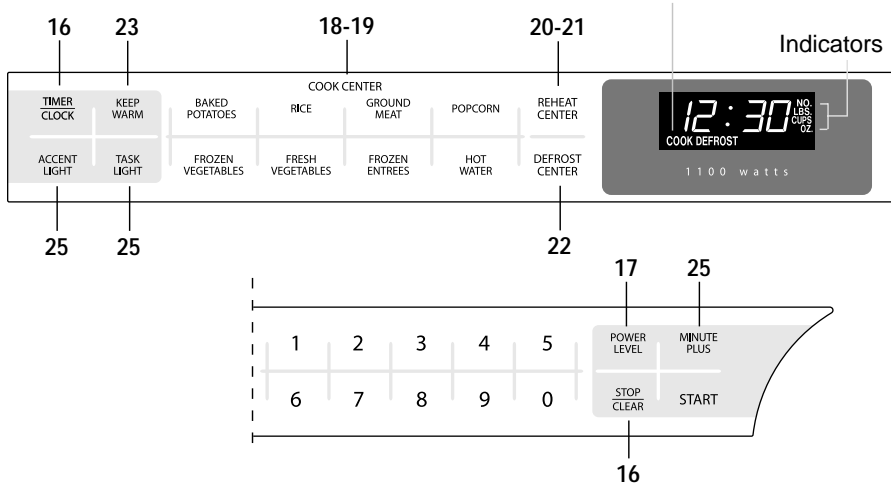 16 23 18-19 20-21
Indicators
COOK CENTER
TIMER
CLOCK
KEEP
WARM
BAKED
POTATOES
RICE
GROUND
MEAT
POPCORN
REHEAT
CENTER
12:30
NO.
LBS.
CUPS
OZ.
COOK DEFROST
1100 watts
ACCENT
LIGHT
TASK
LIGHT
FROZEN
VEGETABLES
FRESH
VEGETABLES
FROZEN
ENTREES
HOT
WATER
DEFROST
CENTER
25 25 22
17 25
1 2 3 4 5
POWER
LEVEL
MINUTE
PLUS
6 7 8 9 0
STOP
CLEAR
START
16